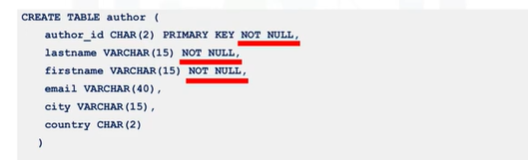 CREATE TABLE author (
author_id CHAR(2) PRIMARY KEY NOT NULL,
lastname VARCHAR(15) NOT NULL,
firstname VARCHAR(15) NOT NULL,
email VARCHAR(40),
city VARCHAR(15),
country CHAR(2)
)